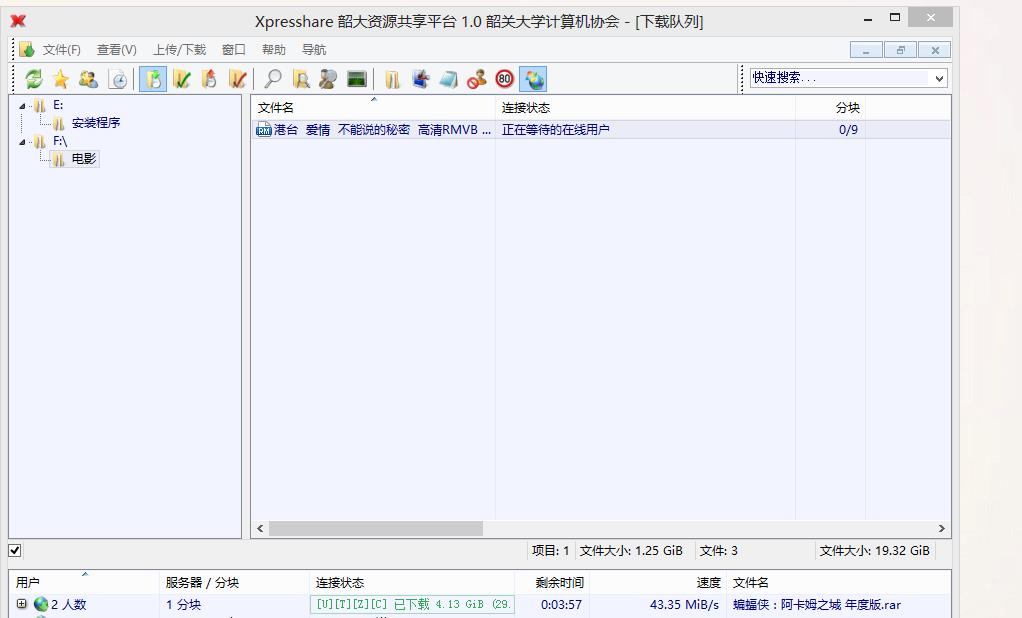 Xpresshare 韶大资源共享平台 1.0 韶关大学计算机协会 - [下载队列]
文件(F) 查看(V) 上传/下载 窗口 帮助 导航
80 快速搜索...
E:
安装程序
F:\
电影
文件名 连接状态 分块
RM 港台 爱情 不能说的秘密 高清RMVB ... 正在等待的在线用户 0/9
项目: 1 文件大小: 1.25 GiB 文件: 3 文件大小: 19.32 GiB
用户 服务器 / 分块 连接状态 剩余时间 速度 文件名
2 人数 1 分块 [U][T][Z][C] 已下载 4.13 GiB (29. 0:03:57 43.35 MiB/s 蝙蝠侠：阿卡姆之城 年度版.rar